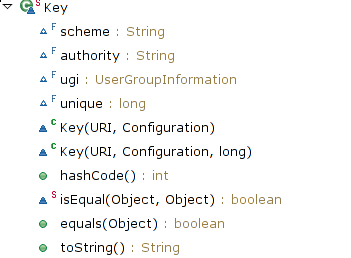 S Key
F scheme : String
F authority : String
F ugi : UserGroupInformation
F unique : long
C Key(URI, Configuration)
C Key(URI, Configuration, long)
hashCode() : int
S isEqual(Object, Object) : boolean
equals(Object) : boolean
toString() : String